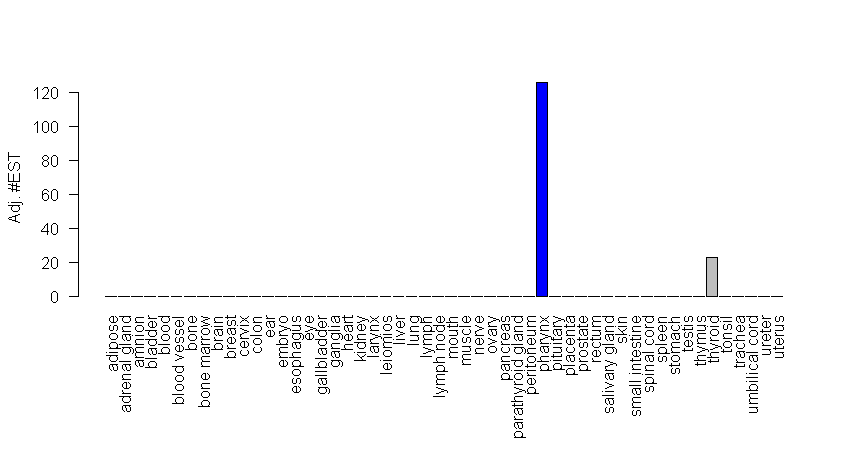 Adj. #EST
120
100
80
60
40
20
0
adipose
adrenal gland
amnion
bladder
blood
blood vessel
bone
bone marrow
brain
breast
cervix
colon
ear
embryo
esophagus
eye
gallbladder
ganglia
heart
kidney
larynx
leiomios
liver
lung
lymph
lymph node
mouth
muscle
nerve
ovary
pancreas
parathyroid gland
peritoneum
pharynx
pituitary
placenta
prostate
rectum
salivary gland
skin
small intestine
spinal cord
spleen
stomach
testis
thymus
thyroid
tonsil
trachea
umbilical cord
ureter
uterus